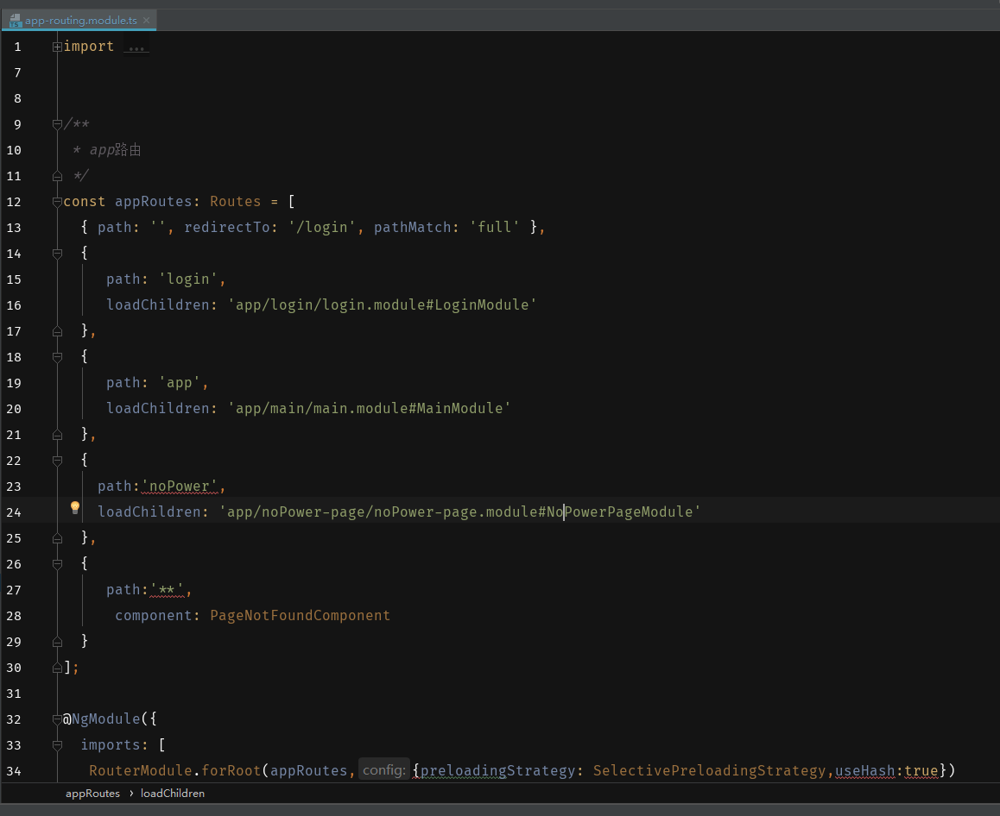 app-routing.module.ts ×
1 import ...
7
8
9 /**
10 * app路由
11 */
12 const appRoutes: Routes = [
13 { path: '', redirectTo: '/login', pathMatch: 'full' },
14 {
15 path: 'login',
16 loadChildren: 'app/login/login.module#LoginModule'
17 },
18 {
19 path: 'app',
20 loadChildren: 'app/main/main.module#MainModule'
21 },
22 {
23 path:'noPower',
24 loadChildren: 'app/noPower-page/noPower-page.module#NoPowerPageModule'
25 },
26 {
27 path:'**',
28 component: PageNotFoundComponent
29 }
30 ];
31
32 @NgModule({
33 imports: [
34 RouterModule.forRoot(appRoutes, config: {preloadingStrategy: SelectivePreloadingStrategy,useHash:true})
appRoutes › loadChildren